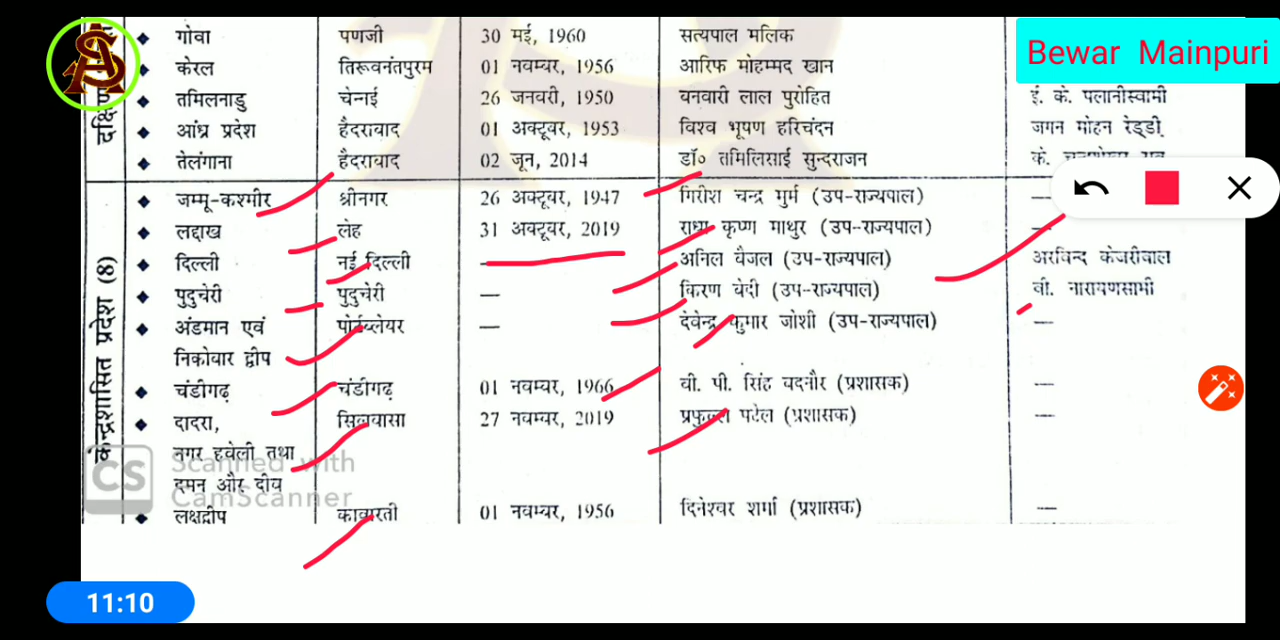 Bewar Mainpuri
गोवा पणजी 30 मई, 1960 सत्यपाल मलिक
केरल तिरूवनंतपुरम 01 नवम्बर, 1956 आरिफ मोहम्मद खान
तमिलनाडु चेन्नई 26 जनवरी, 1950 बनवारी लाल पुरोहित ई. के. पलानीस्वामी
आंध्र प्रदेश हैदराबाद 01 अक्टूबर, 1953 विश्व भूषण हरिचंदन जगन मोहन रेड्डी
तेलंगाना हैदराबाद 02 जून, 2014 डॉ॰ तमिलिसाई सुन्दराजन के.
केन्द्रशासित प्रदेश (8)
जम्मू-कश्मीर श्रीनगर 26 अक्टूबर, 1947 गिरीश चन्द्र मुर्म (उप-राज्यपाल) —
लद्दाख लेह 31 अक्टूबर, 2019 राधा कृष्ण माथुर (उप-राज्यपाल) —
दिल्ली नई दिल्ली — अनिल बैजल (उप-राज्यपाल) अरविन्द केजरीवाल
पुदुचेरी पुदुचेरी — किरण बेदी (उप-राज्यपाल) वी. नारायणसामी
अंडमान एवं पोर्टब्लेयर — देवेन्द्र कुमार जोशी (उप-राज्यपाल) —
निकोबार द्वीप
चंडीगढ़ चंडीगढ़ 01 नवम्बर, 1966 वी. पी. सिंह बदनौर (प्रशासक) —
दादरा, सिलवासा 27 नवम्बर, 2019 प्रफुल्ल पटेल (प्रशासक) —
नगर हवेली तथा
दमन और दीव
लक्षद्वीप कावारती 01 नवम्बर, 1956 दिनेश्वर शर्मा (प्रशासक) —
CS Scanned with
CamScanner
11:10